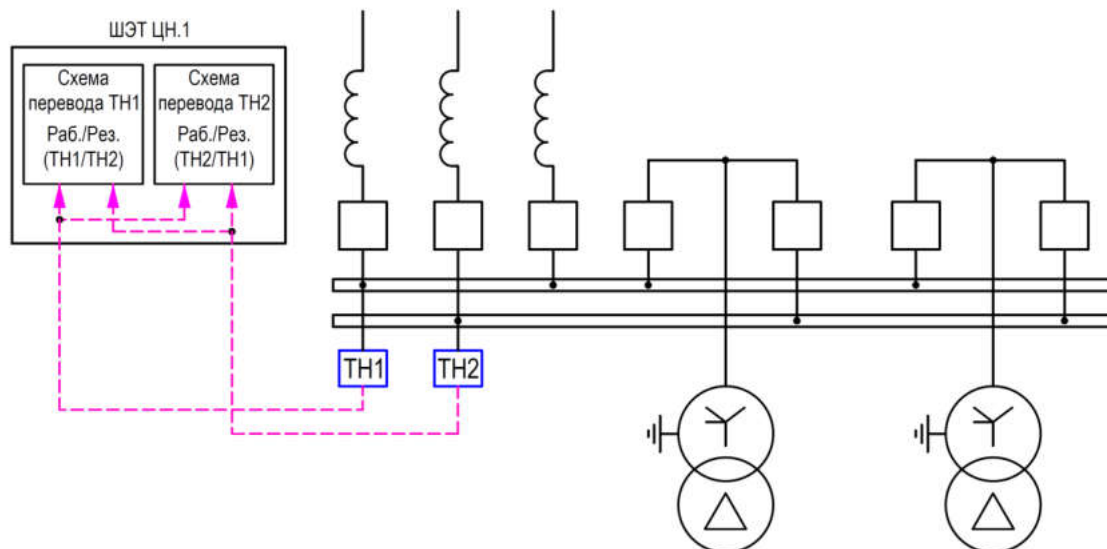 ШЭТ ЦН.1
Схема
перевода ТН1
Раб./Рез.
(ТН1/ТН2)
Схема
перевода ТН2
Раб./Рез.
(ТН2/ТН1)
ТН1
ТН2